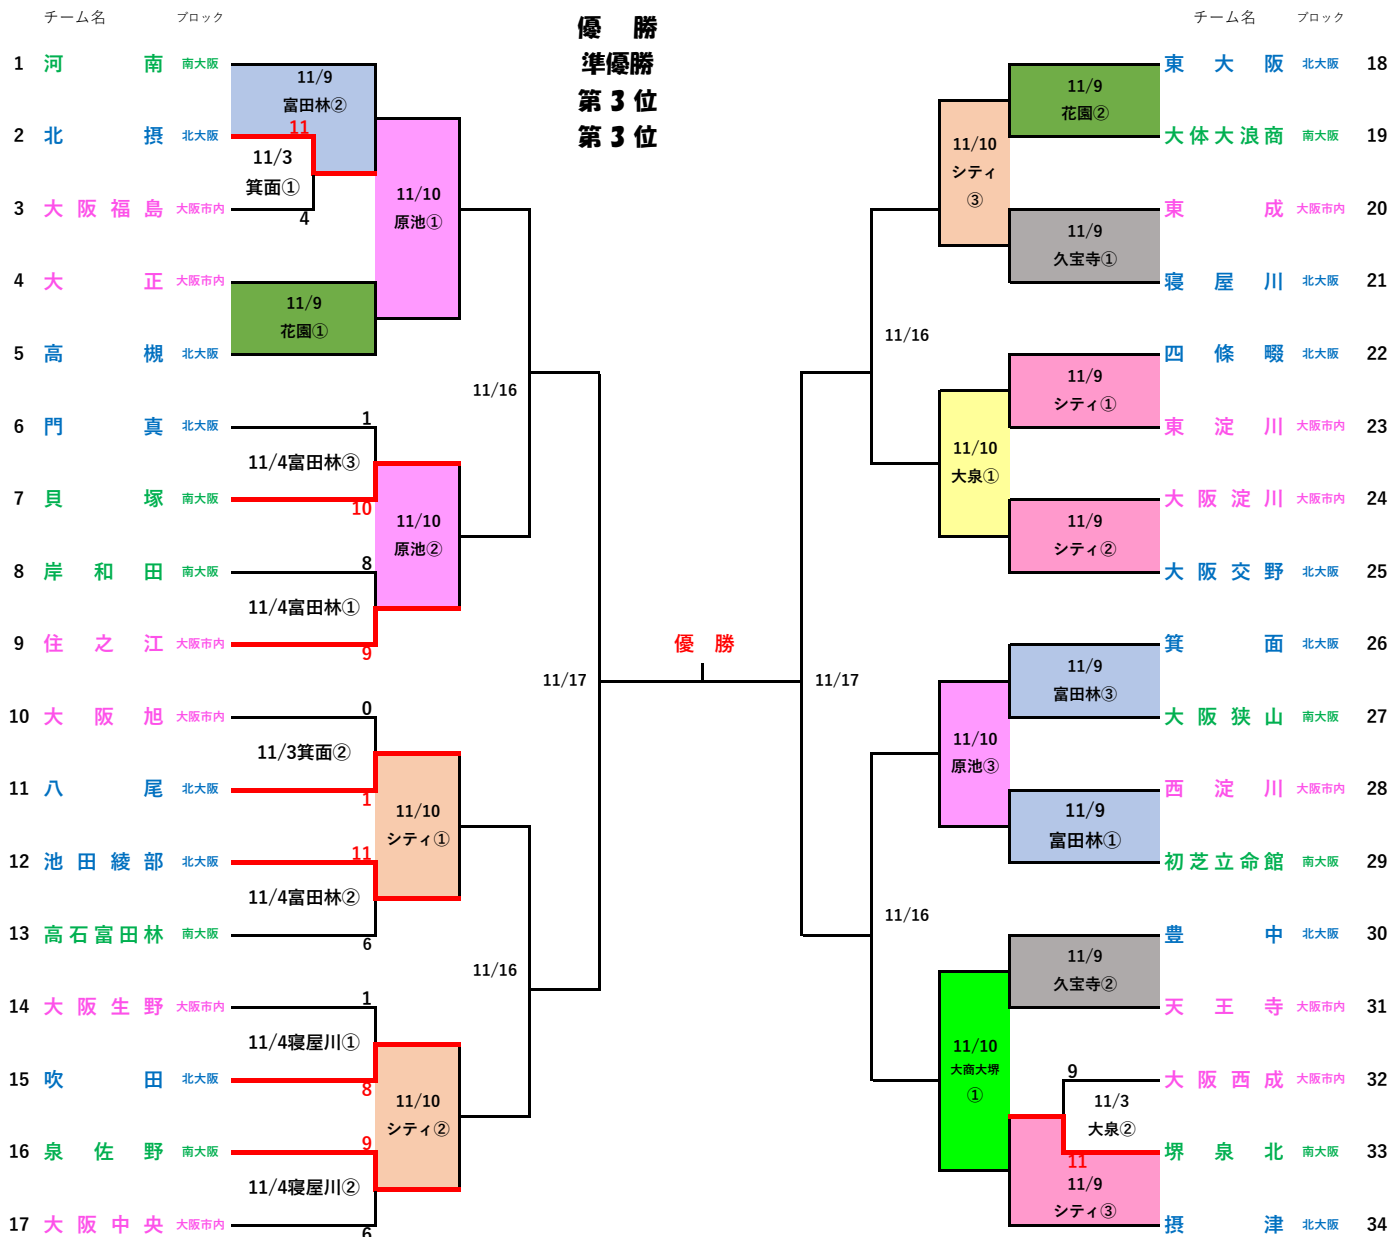 チーム名 ブロック
優 勝
準優勝
第3位
第3位
1 河南 南大阪
11/9
富田林②
11
2 北摂 北大阪
11/3
箕面①
3 大阪福島 大阪市内
4
11/10
原池①
4 大正 大阪市内
11/9
花園①
5 高槻 北大阪
11/16
6 門真 北大阪
1
11/4富田林③
7 貝塚 南大阪
10
11/10
原池②
8 岸和田 南大阪
8
11/4富田林①
9 住之江 大阪市内
9
11/17
10 大阪旭 大阪市内
0
11/3箕面②
11 八尾 北大阪
1
11/10
シティ①
12 池田綾部 北大阪
11
11/4富田林②
13 高石富田林 南大阪
6
11/16
14 大阪生野 大阪市内
1
11/4寝屋川①
15 吹田 北大阪
8
11/10
シティ②
16 泉佐野 南大阪
9
11/4寝屋川②
17 大阪中央 大阪市内
6
優 勝
チーム名 ブロック
東大阪 北大阪 18
11/9
花園②
大体大浪商 南大阪 19
11/10
シティ
③
東成 大阪市内 20
11/9
久宝寺①
寝屋川 北大阪 21
11/16
四條畷 北大阪 22
11/9
シティ①
東淀川 大阪市内 23
11/10
大泉①
大阪淀川 大阪市内 24
11/9
シティ②
大阪交野 北大阪 25
11/17
箕面 北大阪 26
11/9
富田林③
大阪狭山 南大阪 27
11/10
原池③
西淀川 大阪市内 28
11/9
富田林①
初芝立命館 南大阪 29
11/16
豊中 北大阪 30
11/9
久宝寺②
天王寺 大阪市内 31
11/10
大商大堺
①
9
大阪西成 大阪市内 32
11/3
大泉②
堺泉北 南大阪 33
11
11/9
シティ③
摂津 北大阪 34